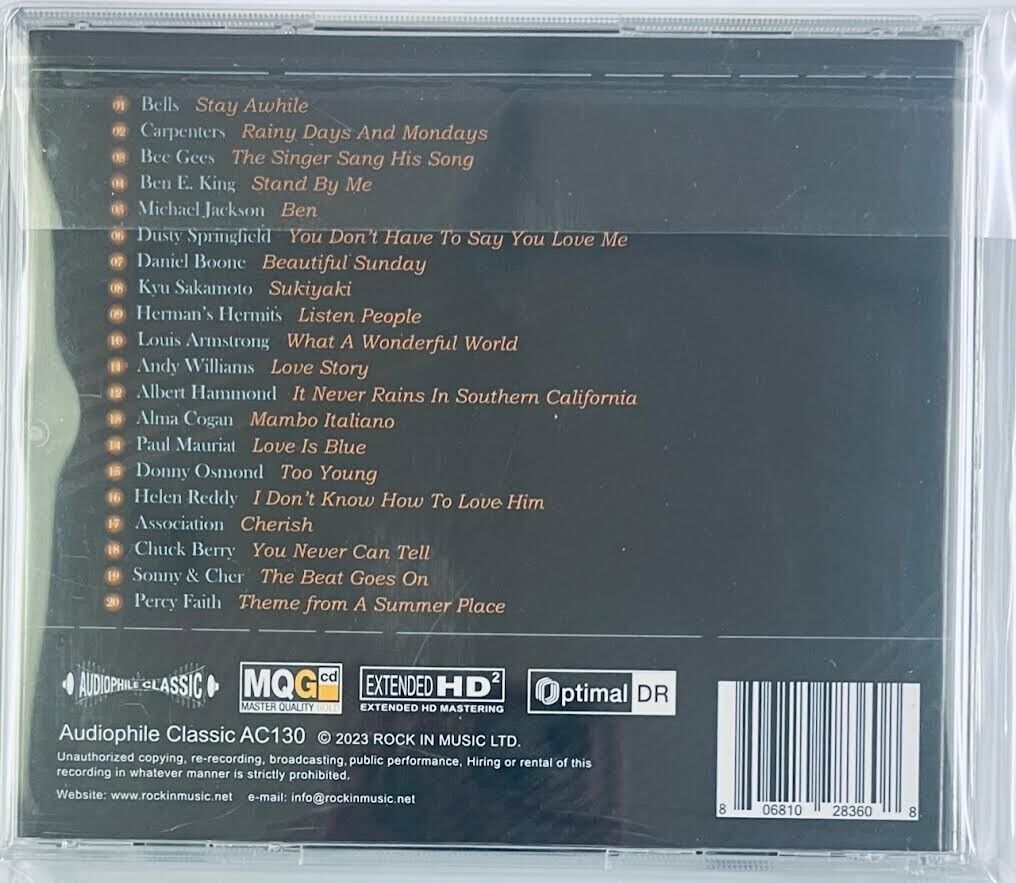 01 Bells Stay Awhile
02 Carpenters Rainy Days And Mondays
03 Bee Gees The Singer Sang His Song
04 Ben E. King Stand By Me
05 Michael Jackson Ben
06 Dusty Springfield You Don't Have To Say You Love Me
07 Daniel Boone Beautiful Sunday
08 Kyu Sakamoto Sukiyaki
09 Herman's Hermits Listen People
10 Louis Armstrong What A Wonderful World
11 Andy Williams Love Story
12 Albert Hammond It Never Rains In Southern California
13 Alma Cogan Mambo Italiano
14 Paul Mauriat Love Is Blue
15 Donny Osmond Too Young
16 Helen Reddy I Don't Know How To Love Him
17 Association Cherish
18 Chuck Berry You Never Can Tell
19 Sonny & Cher The Beat Goes On
20 Percy Faith Theme from A Summer Place
AUDIOPHILE CLASSIC
MQG cd
MASTER QUALITY GOLD
EXTENDED HD²
EXTENDED HD MASTERING
Optimal DR
Audiophile Classic AC130 © 2023 ROCK IN MUSIC LTD.
Unauthorized copying, re-recording, broadcasting, public performance, Hiring or rental of this
recording in whatever manner is strictly prohibited.
Website: www.rockinmusic.net e-mail: info@rockinmusic.net
8 06810 28360 8